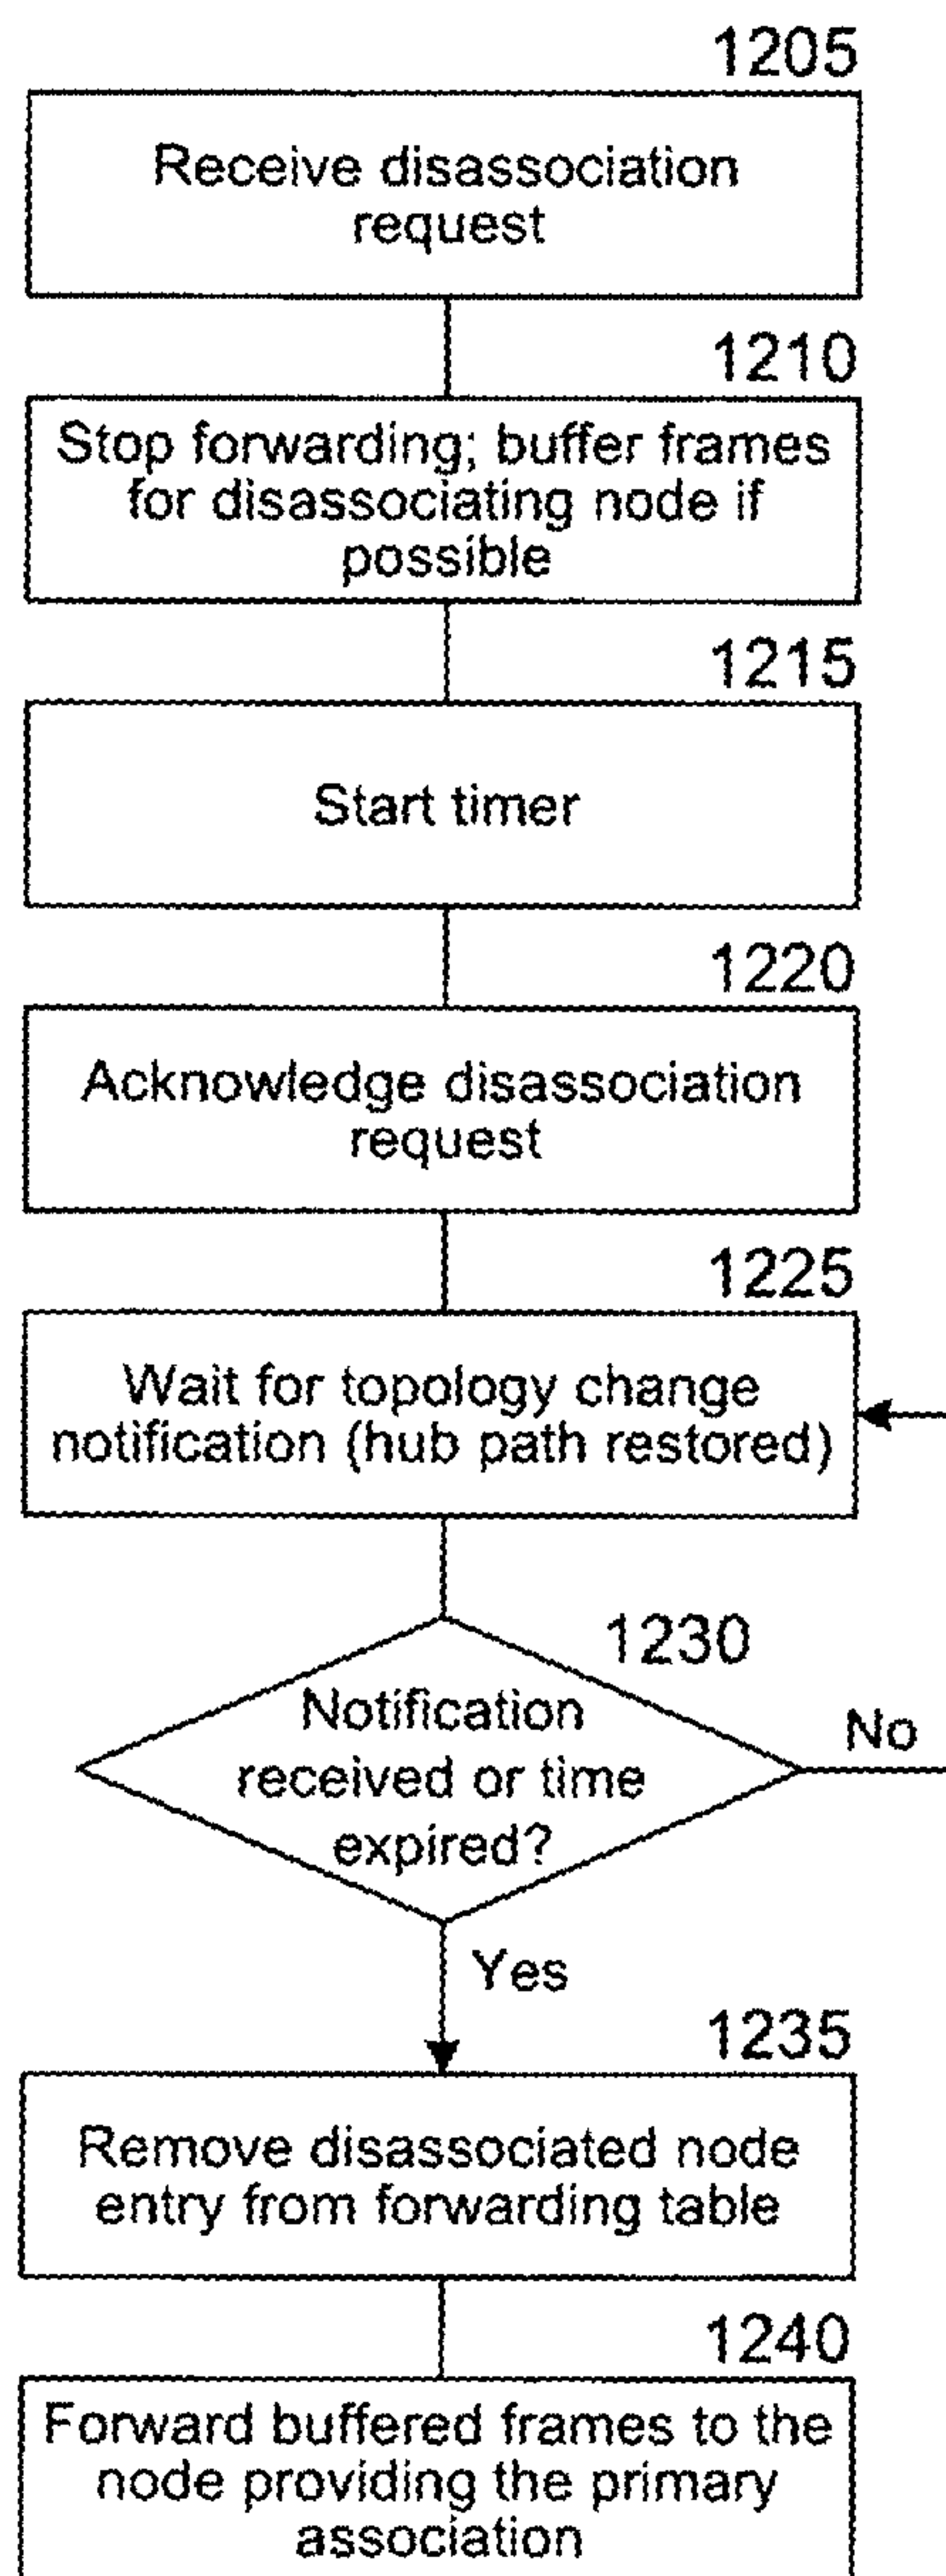 1205
Receive disassociation
request
1210
Stop forwarding; buffer frames
for disassociating node if
possible
1215
Start timer
1220
Acknowledge disassociation
request
1225
Wait for topology change
notification (hub path restored)
1230
Notification
received or time
expired?
No
Yes
1235
Remove disassociated node
entry from forwarding table
1240
Forward buffered frames to the
node providing the primary
association